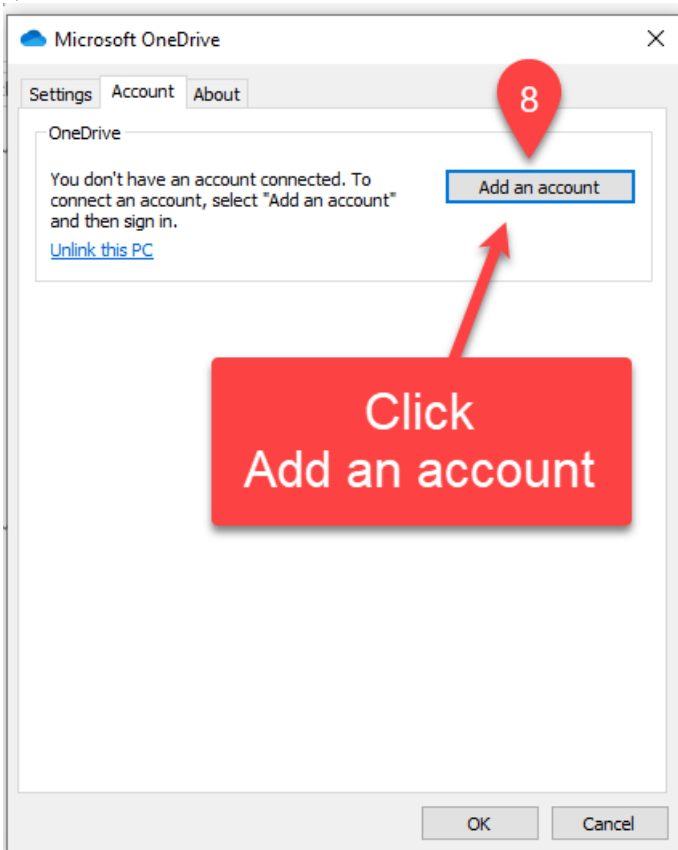 Microsoft OneDrive
Settings Account About
8
OneDrive
You don't have an account connected. To
connect an account, select "Add an account"
and then sign in.
Add an account
Unlink this PC
Click
Add an account
OK Cancel